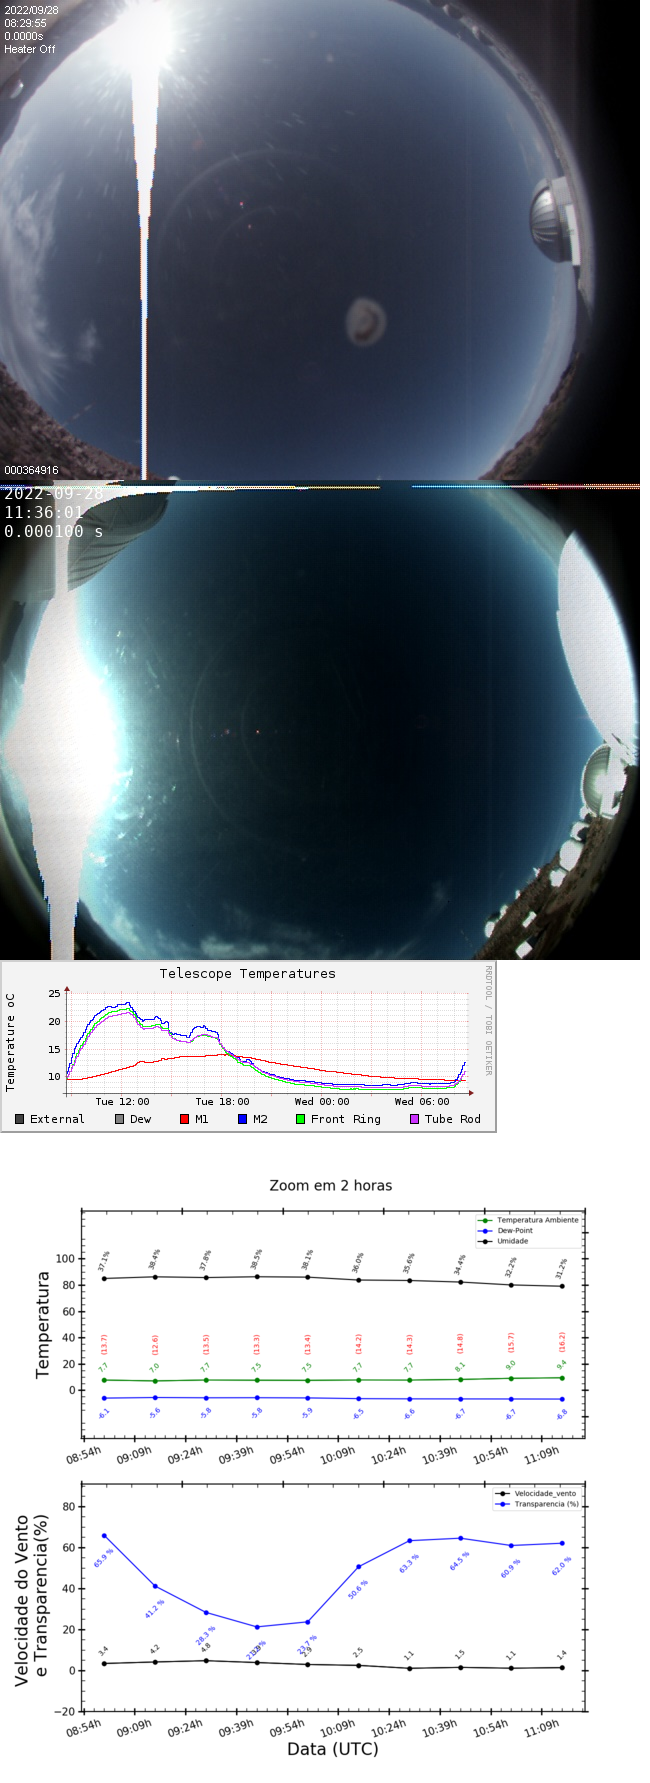 2022/09/28
08:29:55
0.0000s
Heater Off
000364916
2022-09-28
11:36:01
0.000100 s
Telescope Temperatures
RRDTOOL / TOBI OETIKER
Temperature oC
25
20
15
10
Tue 12:00 Tue 18:00 Wed 00:00 Wed 06:00
External Dew M1 M2 Front Ring Tube Rod
Zoom em 2 horas
Temperatura Ambiente
Dew-Point
Umidade
Temperatura
100
80
60
40
20
0
37.1% 38.4% 37.8% 38.5% 38.1% 36.0% 35.6% 34.4% 32.2% 31.2%
(13.7) (12.6) (13.5) (13.3) (13.4) (14.2) (14.3) (14.8) (15.7) (16.2)
7.7 7.0 7.7 7.5 7.5 7.7 7.7 8.1 9.0 9.4
-6.1 -5.6 -5.8 -5.8 -5.9 -6.5 -6.6 -6.7 -6.7 -6.8
08:54h 09:09h 09:24h 09:39h 09:54h 10:09h 10:24h 10:39h 10:54h 11:09h
Velocidade_vento
Transparencia (%)
Velocidade do Vento
e Transparencia(%)
80
60
40
20
0
−20
65.9 % 41.2 % 28.3 % 50.6 % 63.3 % 64.5 % 60.9 % 62.0 %
3.4 4.2 4.8 2.9 2.5 1.1 1.5 1.1 1.4
08:54h 09:09h 09:24h 09:39h 09:54h 10:09h 10:24h 10:39h 10:54h 11:09h
Data (UTC)